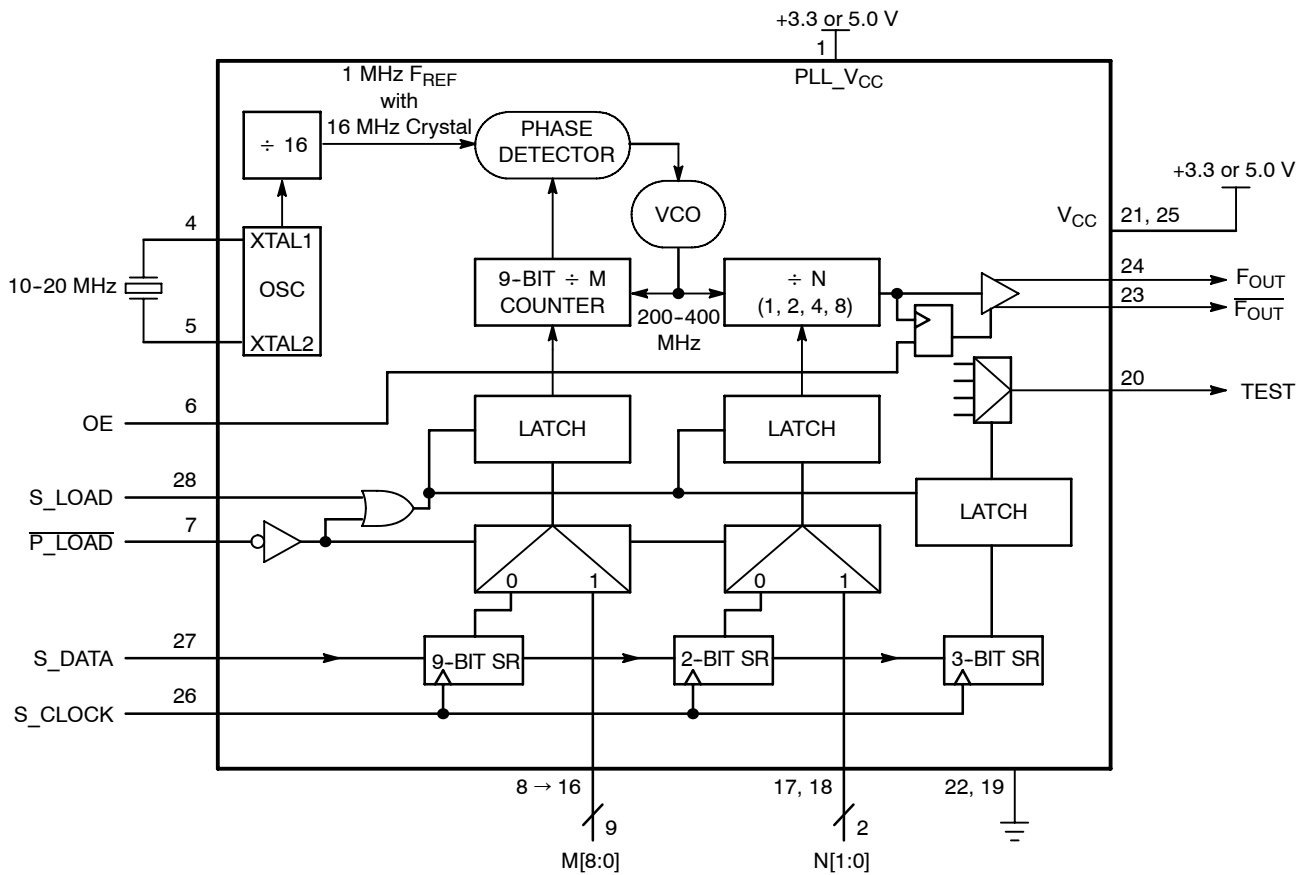 +3.3 or 5.0 V
1
PLL_VCC
1 MHz FREF
with
16 MHz Crystal
÷ 16
PHASE
DETECTOR
VCO
+3.3 or 5.0 V
VCC
21, 25
4
XTAL1
10-20 MHz
OSC
5
XTAL2
9-BIT ÷ M
COUNTER
200-400
MHz
÷ N
(1, 2, 4, 8)
24
FOUT
23
FOUT
20
TEST
OE
6
LATCH
LATCH
S_LOAD
28
P_LOAD
7
LATCH
0
1
0
1
S_DATA
27
9-BIT SR
2-BIT SR
3-BIT SR
S_CLOCK
26
8 → 16
17, 18
22, 19
9
2
M[8:0]
N[1:0]